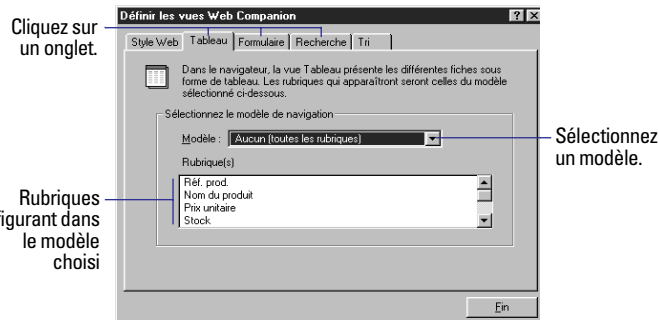 Définir les vues Web Companion
Cliquez sur
un onglet.
Style Web Tableau Formulaire Recherche Tri
Dans le navigateur, la vue Tableau présente les différentes fiches sous
forme de tableau. Les rubriques qui apparaîtront seront celles du modèle
sélectionné ci-dessous.
Sélectionnez le modèle de navigation
Modèle : Aucun (toutes les rubriques)
Sélectionnez
un modèle.
Rubrique(s)
Réf. prod.
Nom du produit
Prix unitaire
Stock
Rubriques
figurant dans
le modèle
choisi
Fin